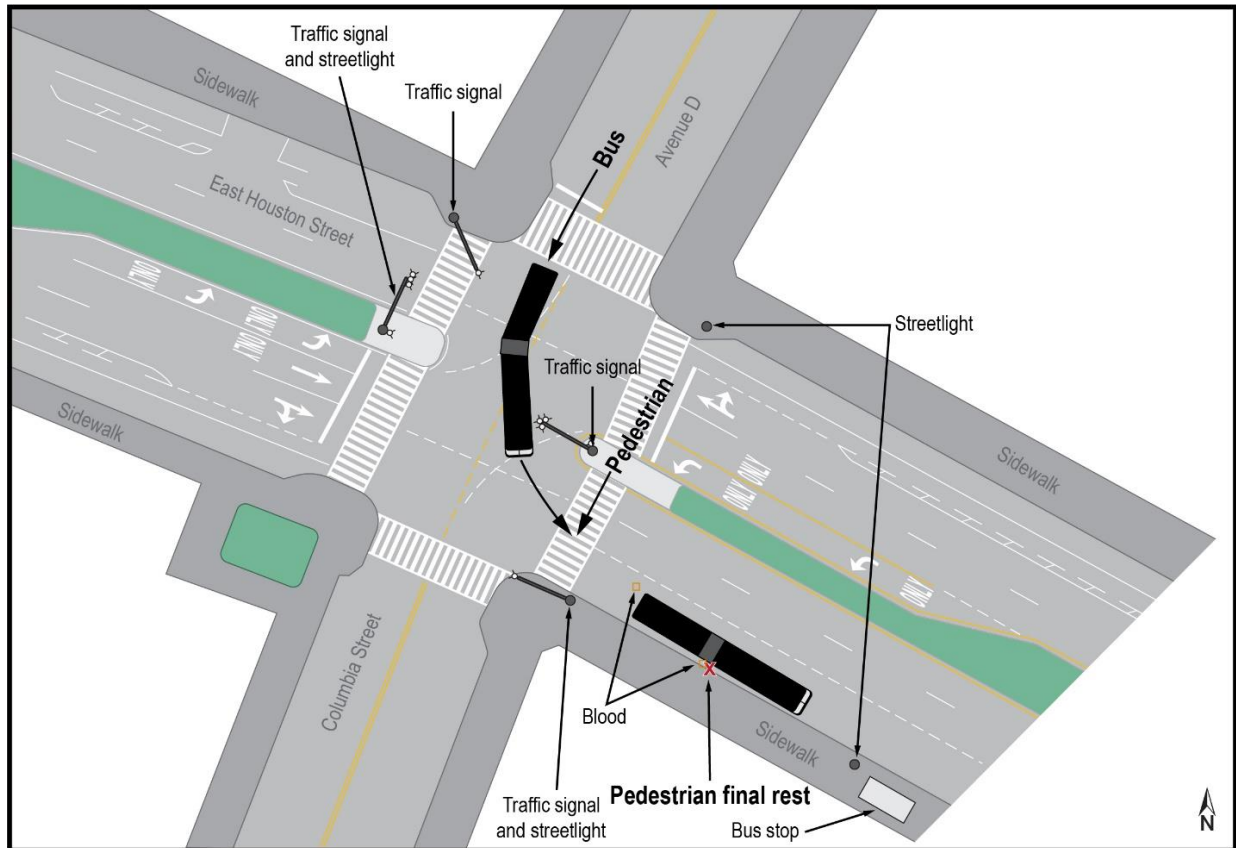 Traffic signal
and streetlight
Traffic signal
Sidewalk
Bus
Avenue D
East Houston Street
ONLY
ONLY ONLY
Traffic signal
Streetlight
Pedestrian
Sidewalk
ONLY ONLY
Sidewalk
ONLY
Columbia Street
Blood
Sidewalk
Traffic signal
and streetlight
Pedestrian final rest
Bus stop
X
N